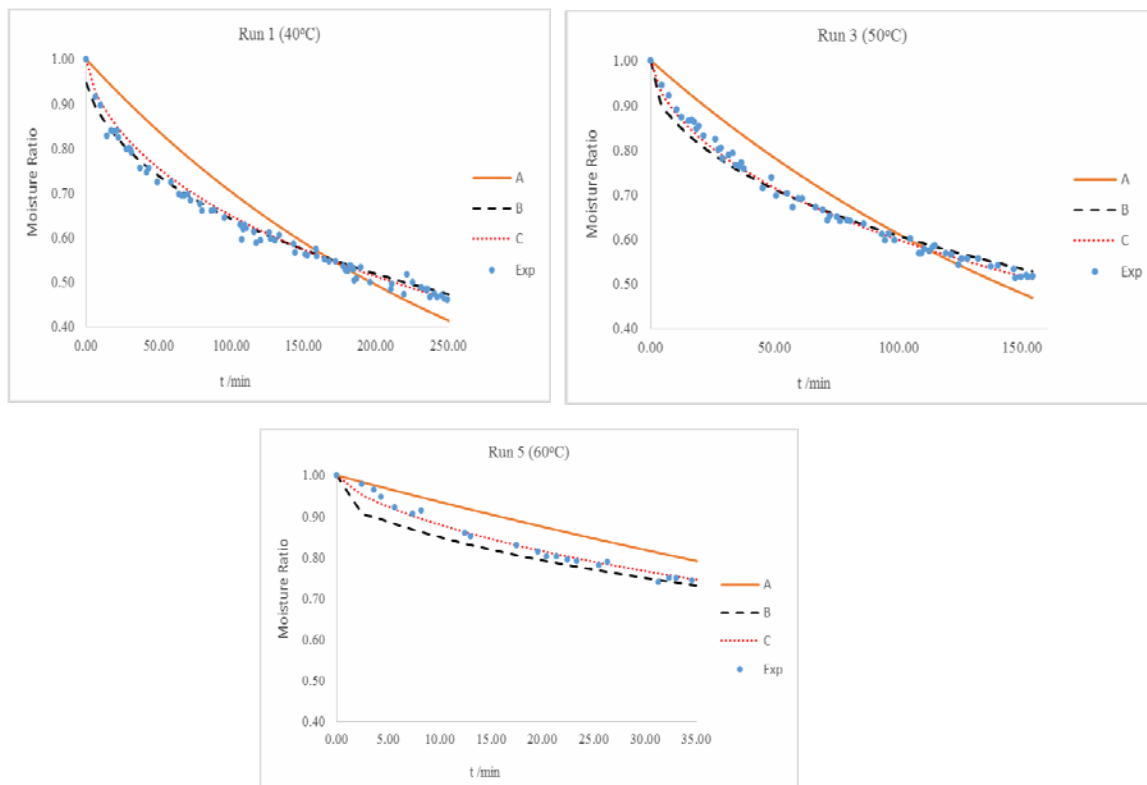 Run 1 (40°C)
Moisture Ratio
1.00
0.90
0.80
0.70
0.60
0.50
0.40
0.00 50.00 100.00 150.00 200.00 250.00
t /min
A
B
C
Exp
Run 3 (50°C)
Moisture Ratio
1.00
0.90
0.80
0.70
0.60
0.50
0.40
0.00 50.00 100.00 150.00
t /min
A
B
C
Exp
Run 5 (60°C)
Moisture Ratio
1.00
0.90
0.80
0.70
0.60
0.50
0.40
0.00 5.00 10.00 15.00 20.00 25.00 30.00 35.00
t /min
A
B
C
Exp